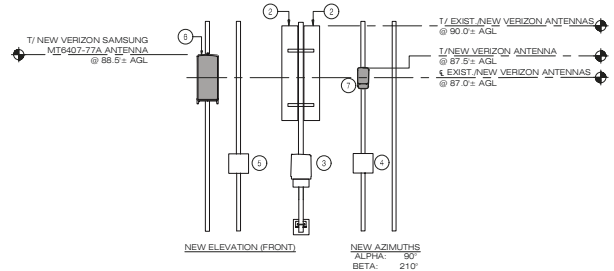 2
2
T/ EXIST./NEW VERIZON ANTENNAS
@ 90.0'± AGL
T/ NEW VERIZON SAMSUNG
MT6407-77A ANTENNA
@ 88.5'± AGL
6
T/NEW VERIZON ANTENNA
@ 87.5'± AGL
℄ EXIST./NEW VERIZON ANTENNAS
@ 87.0'± AGL
7
5
3
4
NEW ELEVATION (FRONT)
NEW AZIMUTHS
ALPHA: 90°
BETA: 210°